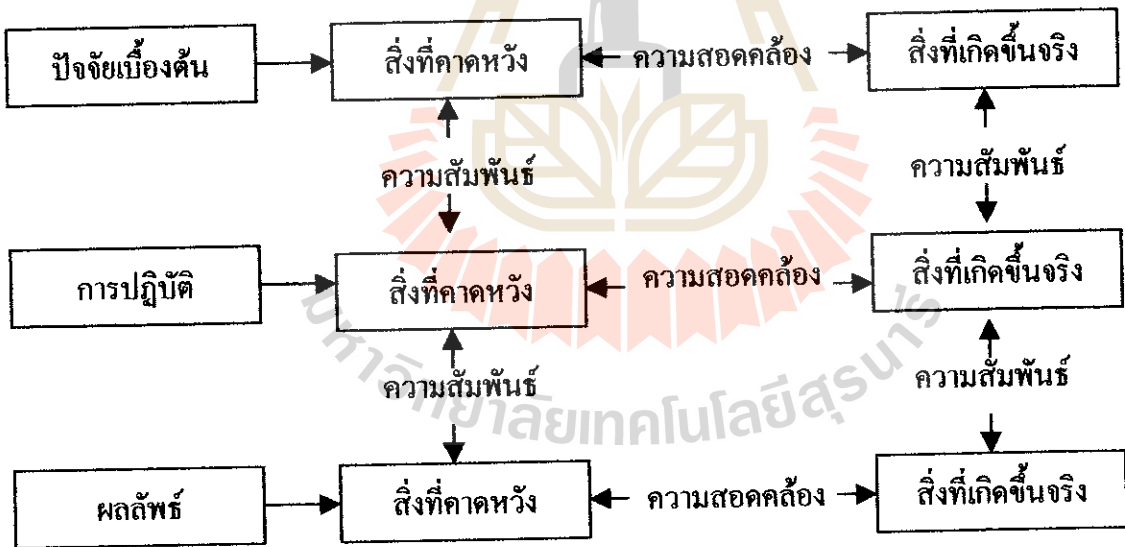 ปัจจัยเบื้องต้น สิ่งที่คาดหวัง ความสอดคล้อง สิ่งที่เกิดขึ้นจริง
ความสัมพันธ์ ความสัมพันธ์
การปฏิบัติ สิ่งที่คาดหวัง ความสอดคล้อง สิ่งที่เกิดขึ้นจริง
ความสัมพันธ์ ความสัมพันธ์
มหาวิทยาลัยเทคโนโลยีสุรนารี
ผลลัพธ์ สิ่งที่คาดหวัง ความสอดคล้อง สิ่งที่เกิดขึ้นจริง